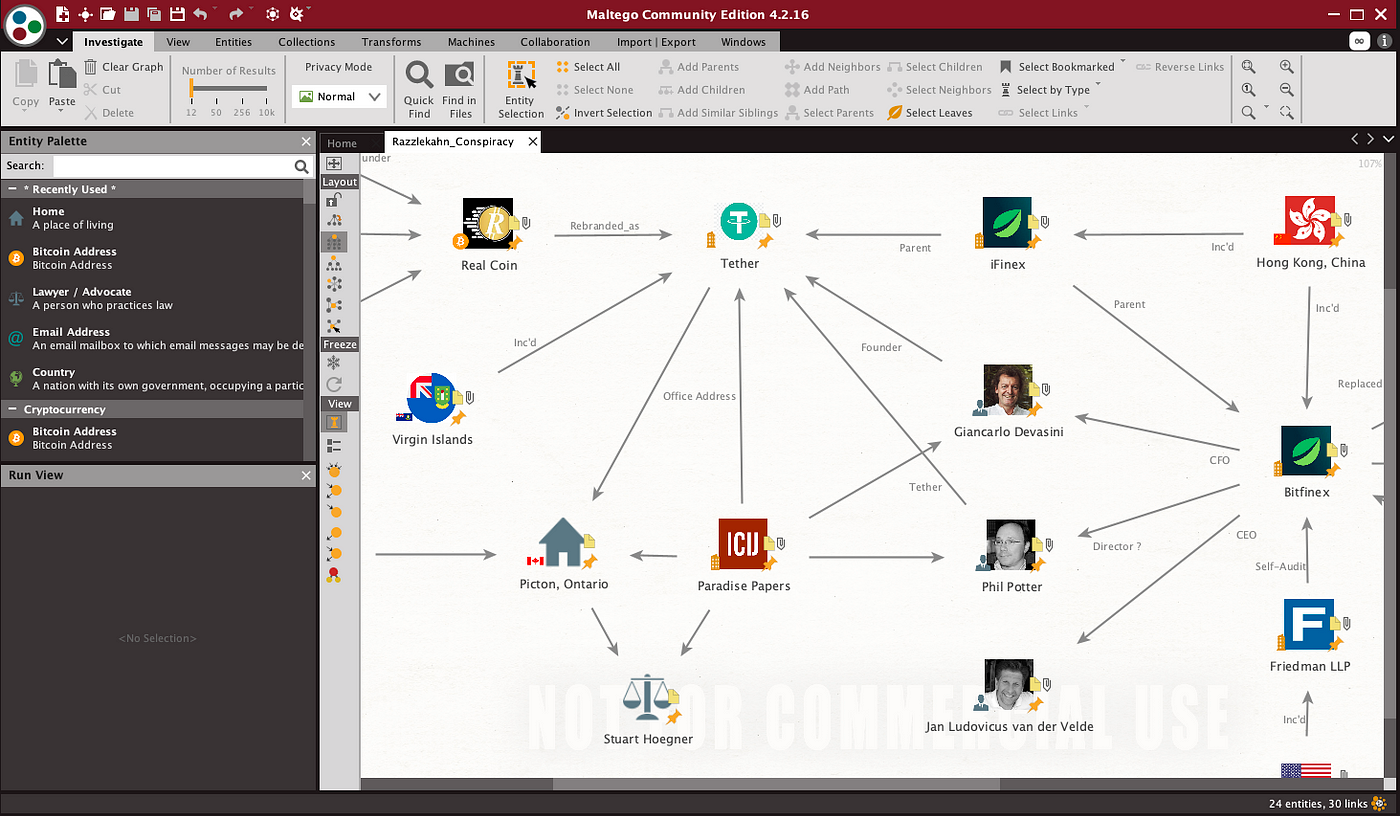 Maltego Community Edition 4.2.16
Investigate View Entities Collections Transforms Machines Collaboration Import | Export Windows
Copy
Paste
Clear Graph
Cut
Delete
Number of Results
12 50 256 10k
Privacy Mode
Normal
Quick
Find
Find in
Files
Entity
Selection
Select All
Select None
Invert Selection
Add Parents
Add Children
Add Similar Siblings
Add Neighbors
Add Path
Select Parents
Select Children
Select Neighbors
Select Leaves
Select Bookmarked
Select by Type
Select Links
Reverse Links
Entity Palette
Search:
* Recently Used *
Home
A place of living
Bitcoin Address
Bitcoin Address
Lawyer / Advocate
A person who practices law
Email Address
An email mailbox to which email messages may be de
Country
A nation with its own government, occupying a partic
Cryptocurrency
Bitcoin Address
Bitcoin Address
Run View
<No Selection>
Home
Razzlekahn_Conspiracy
Layout
Freeze
View
107%
under
Real Coin
Rebranded_as
Tether
Parent
iFinex
Inc'd
Hong Kong, China
Parent
Inc'd
Inc'd
Founder
Replaced
Virgin Islands
Office Address
Giancarlo Devasini
CFO
Bitfinex
Tether
CEO
Director ?
Self-Audit
ICIJ
Picton, Ontario
Paradise Papers
Phil Potter
F
Friedman LLP
Inc'd
Stuart Hoegner
Jan Ludovicus van der Velde
NOT FOR COMMERCIAL USE
24 entities, 30 links